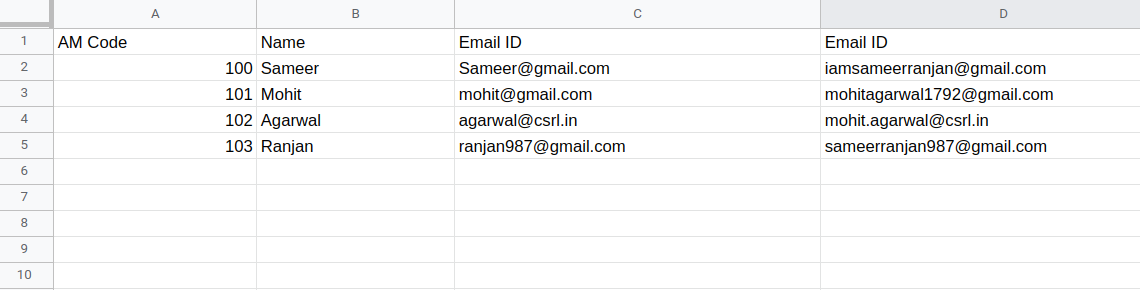 A B C D
1 AM Code Name Email ID Email ID
2 100 Sameer Sameer@gmail.com iamsameerranjan@gmail.com
3 101 Mohit mohit@gmail.com mohitagarwal1792@gmail.com
4 102 Agarwal agarwal@csrl.in mohit.agarwal@csrl.in
5 103 Ranjan ranjan987@gmail.com sameerranjan987@gmail.com
6
7
8
9
10